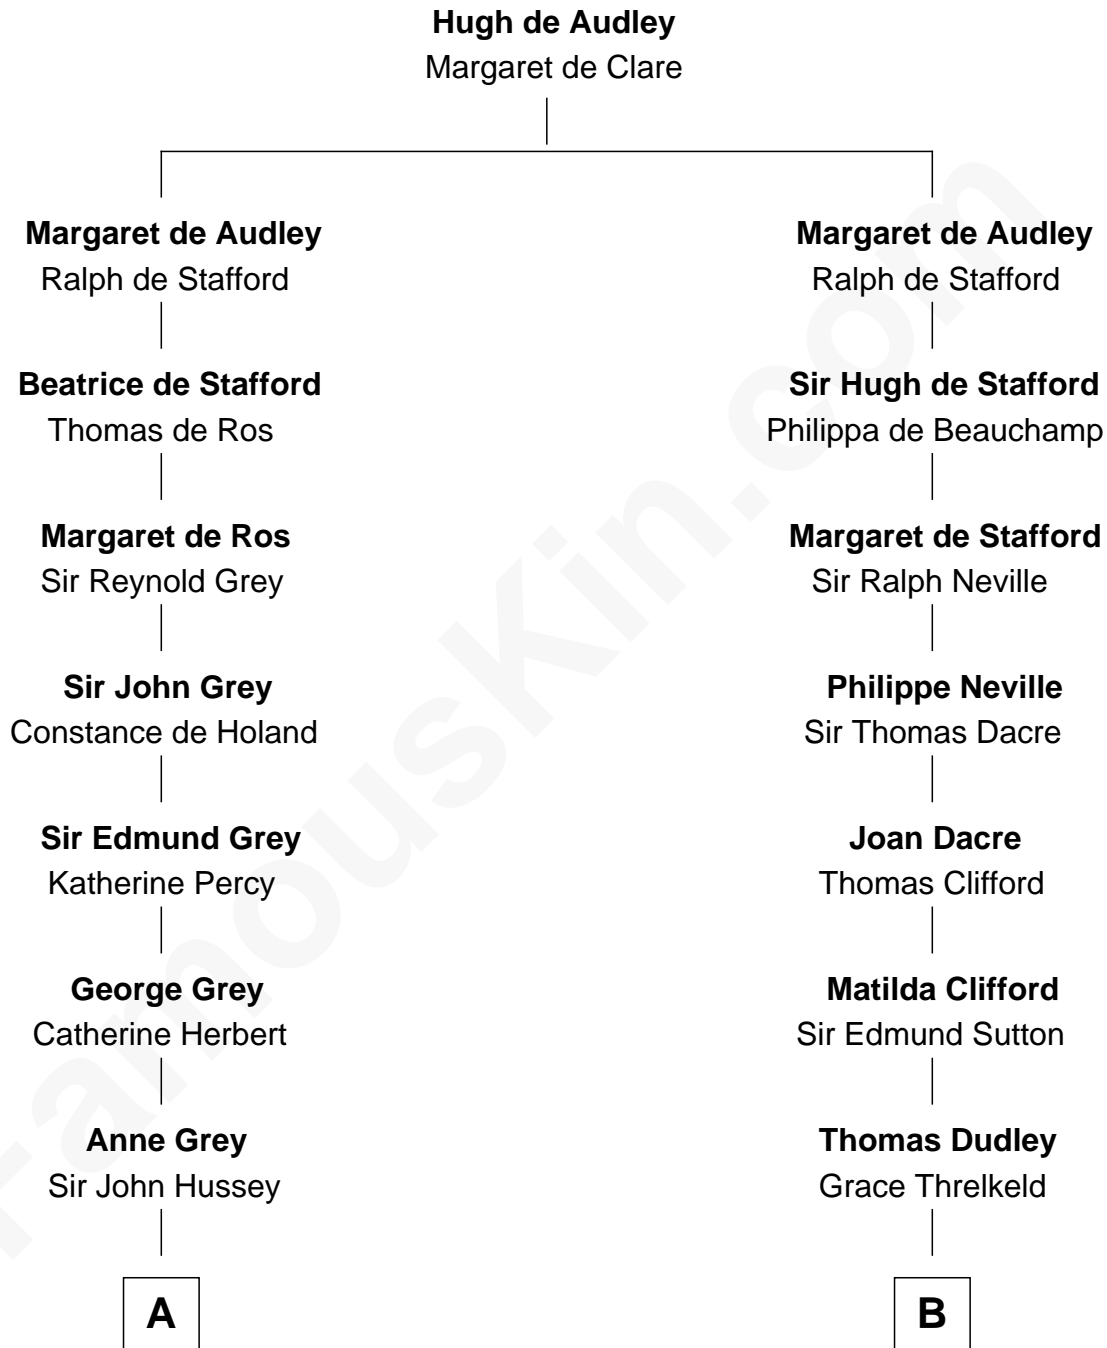 Hugh de Audley
Margaret de Clare
Margaret de Audley
Ralph de Stafford
Margaret de Audley
Ralph de Stafford
Beatrice de Stafford
Thomas de Ros
Sir Hugh de Stafford
Philippa de Beauchamp
Margaret de Ros
Sir Reynold Grey
Margaret de Stafford
Sir Ralph Neville
Sir John Grey
Constance de Holand
Philippe Neville
Sir Thomas Dacre
Sir Edmund Grey
Katherine Percy
Joan Dacre
Thomas Clifford
George Grey
Catherine Herbert
Matilda Clifford
Sir Edmund Sutton
Anne Grey
Sir John Hussey
Thomas Dudley
Grace Threlkeld
A
B
FamousKin.com